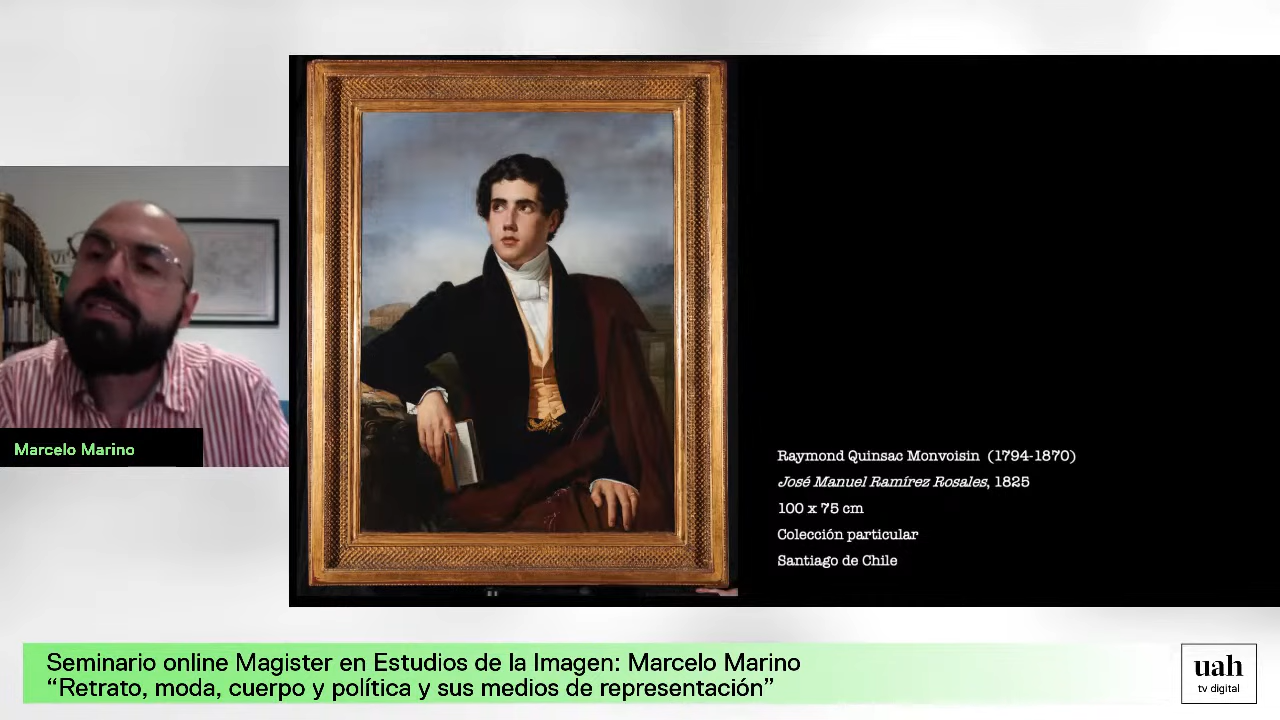 Marcelo Marino
Raymond Quinsac Monvoisin (1794-1870)
José Manuel Ramírez Rosales, 1825
100 x 75 cm
Colección particular
Santiago de Chile
Seminario online Magister en Estudios de la Imagen: Marcelo Marino
“Retrato, moda, cuerpo y política y sus medios de representación”
uah
tv digital